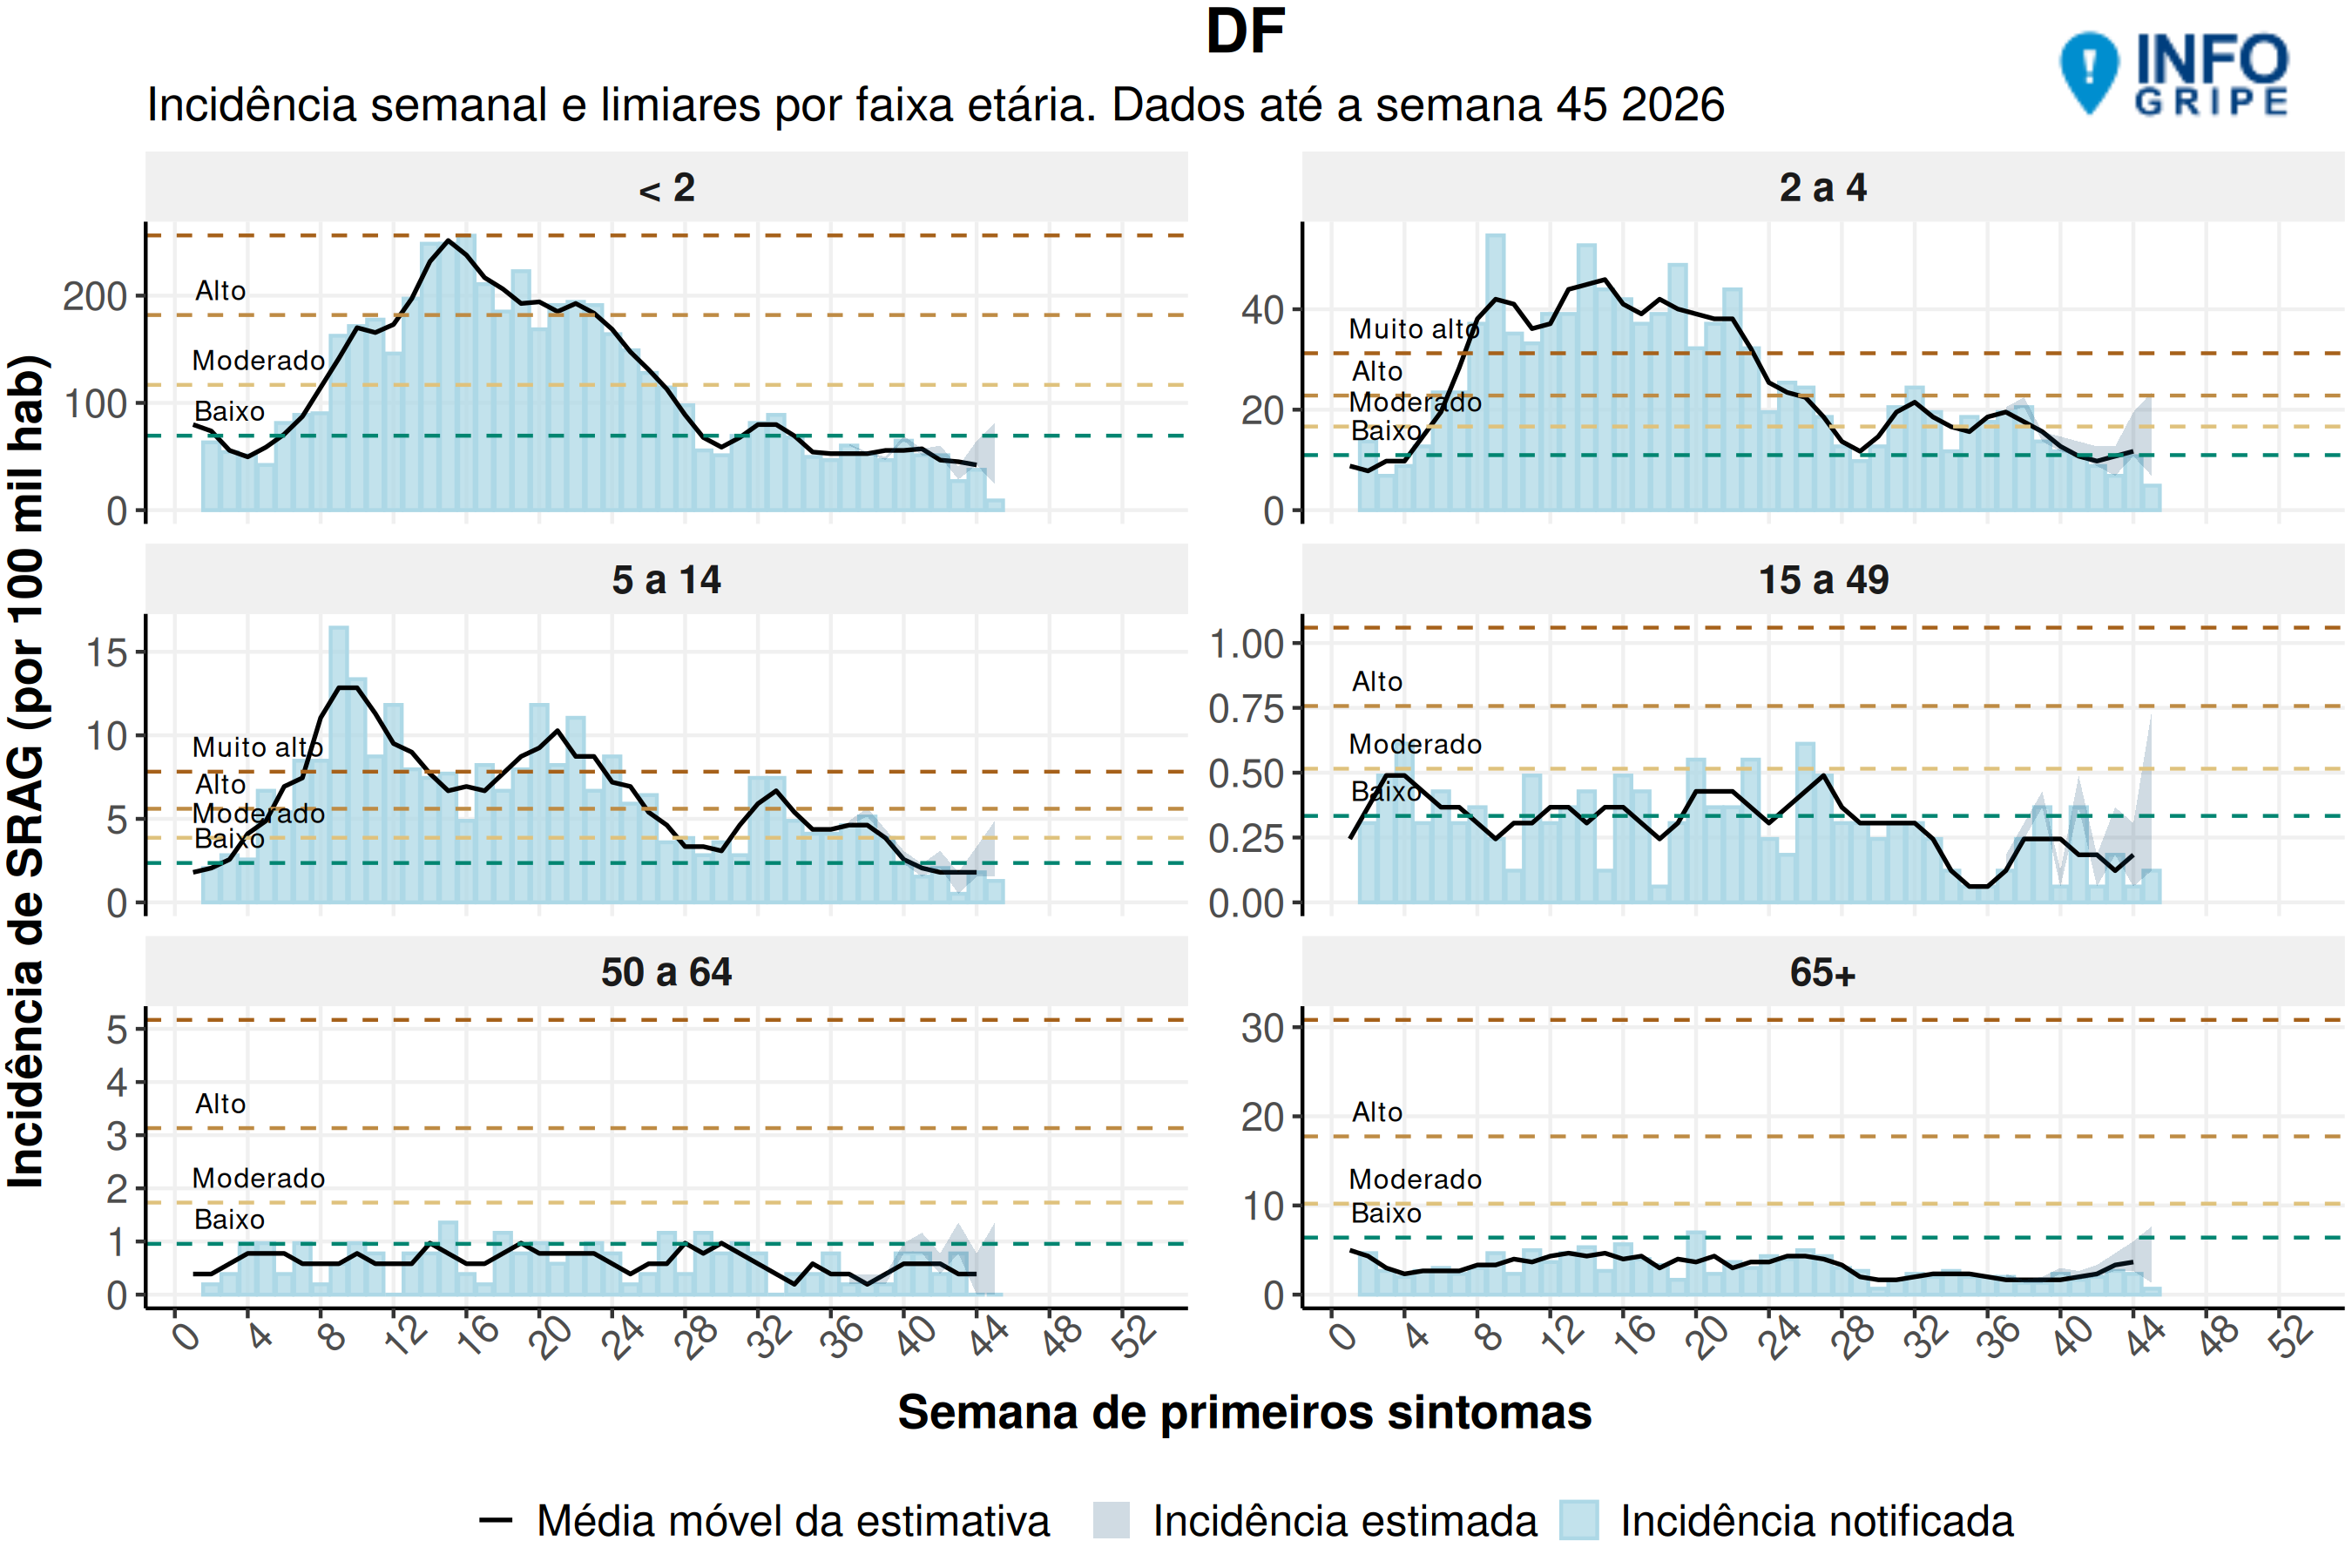 DF
INFO
GRIPE
Incidência semanal e limiares por faixa etária. Dados até a semana 45 2026
Incidência de SRAG (por 100 mil hab)
< 2
200
100
0
Alto
Moderado
Baixo
2 a 4
40
20
0
Muito alto
Alto
Moderado
Baixo
5 a 14
15
10
5
0
Muito alto
Alto
Moderado
Baixo
15 a 49
1.00
0.75
0.50
0.25
0.00
Alto
Moderado
Baixo
50 a 64
5
4
3
2
1
0
Alto
Moderado
Baixo
65+
30
20
10
0
Alto
Moderado
Baixo
0 4 8 12 16 20 24 28 32 36 40 44 48 52
0 4 8 12 16 20 24 28 32 36 40 44 48 52
Semana de primeiros sintomas
Média móvel da estimativa Incidência estimada Incidência notificada